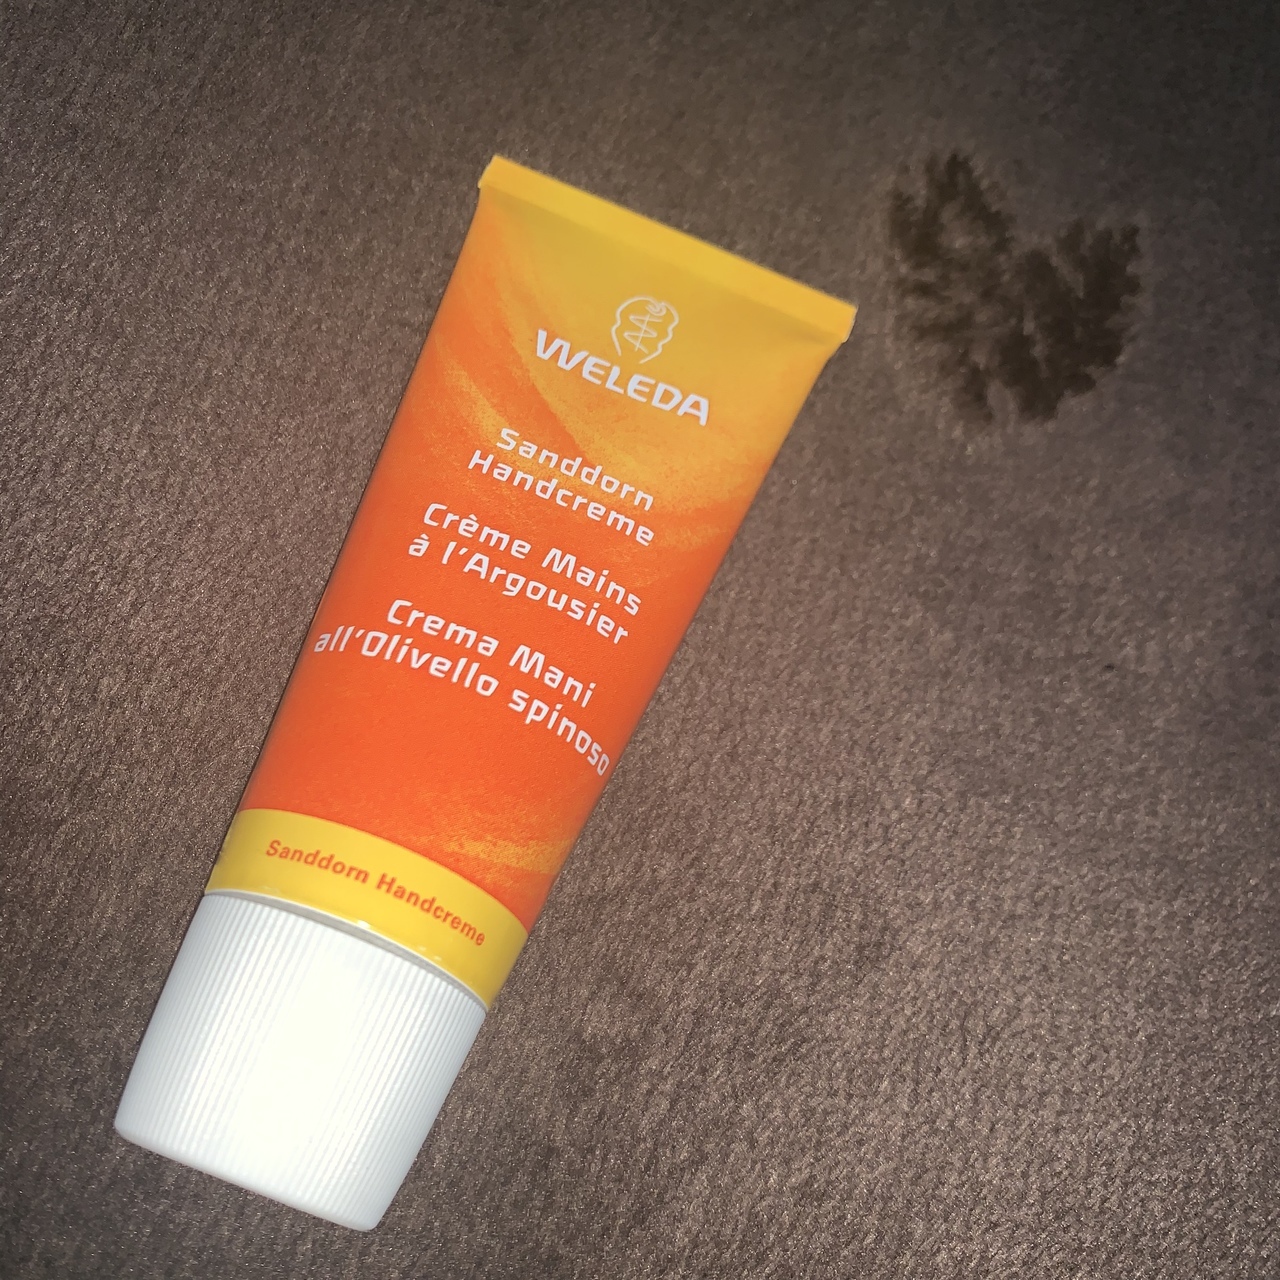 WELEDA
Sanddorn
Handcreme
Crème Mains
à l'Argousier
Crema Mani
all'Olivello spinoso
Sanddorn Handcreme